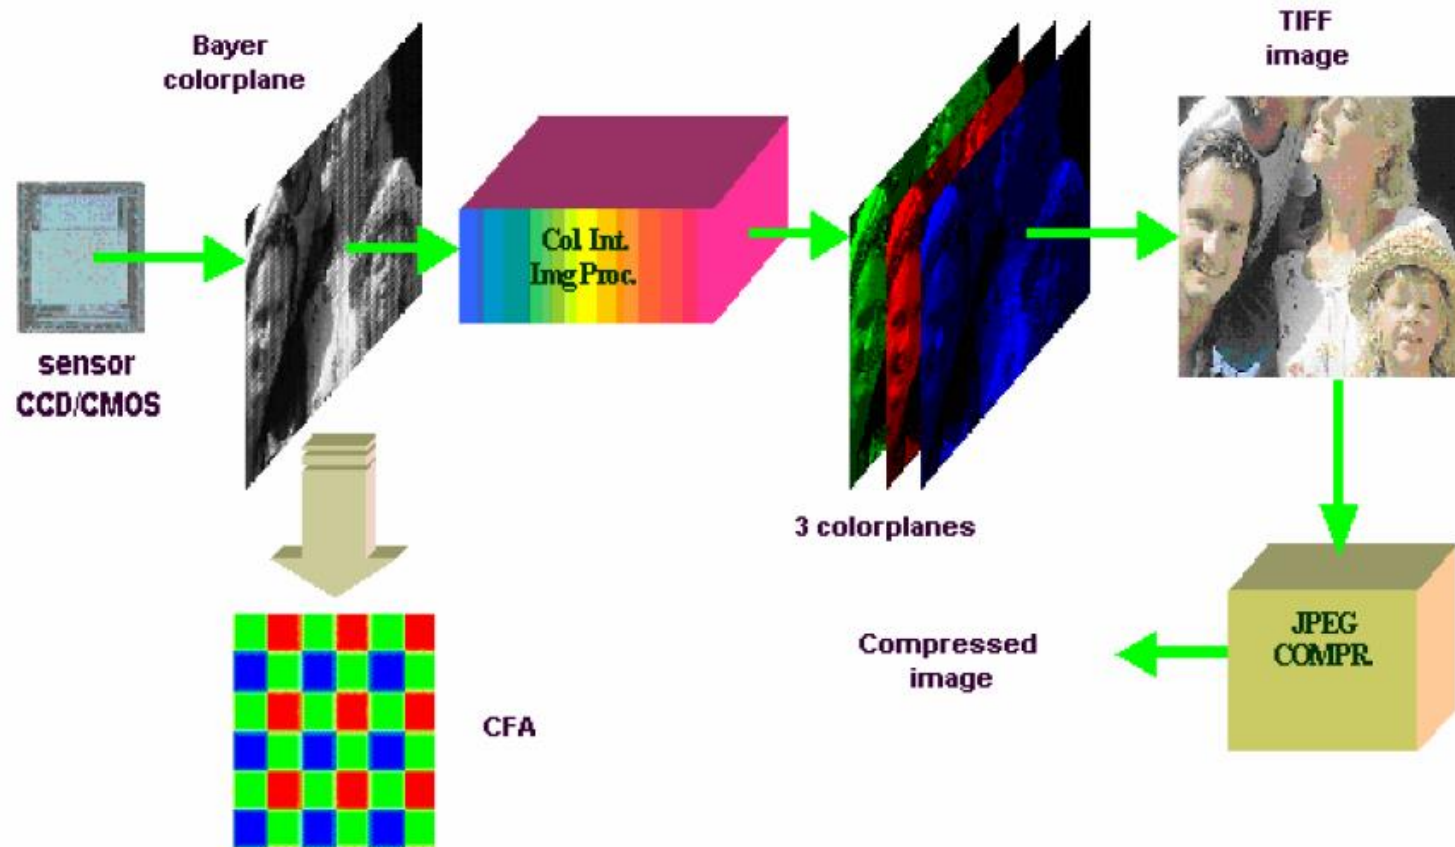 Bayer
colorplane
TIFF
image
Col. Int.
Img Proc.
sensor
CCD/CMOS
3 colorplanes
JPEG
COMPR.
Compressed
image
CFA